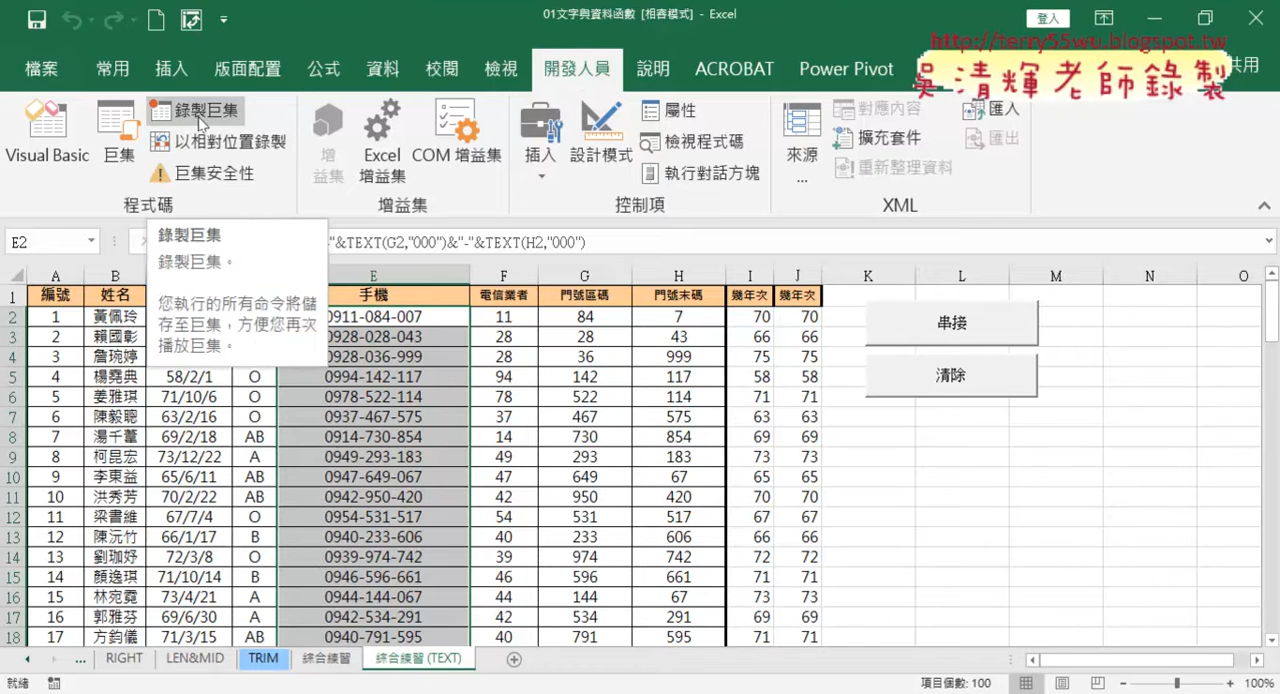 01文字與資料函數 [相容模式] - Excel
登入
http://terry55wu.blogspot.tw
吳清輝老師錄製
檔案 常用 插入 版面配置 公式 資料 校閱 檢視 開發人員 說明 ACROBAT Power Pivot 共用
Visual Basic 巨集 錄製巨集 以相對位置錄製 巨集安全性
增益集 Excel 增益集 COM 增益集
插入 設計模式 屬性 檢視程式碼 執行對話方塊
來源... 對應內容 擴充套件 重新整理資料 匯入 匯出
程式碼 增益集 控制項 XML
E2 -"&TEXT(G2,"000")&"-"&TEXT(H2,"000")
錄製巨集
錄製巨集。
您執行的所有命令將儲
存至巨集，方便您再次
播放巨集。
A B E F G H I J K L M N O
1 編號 姓名 手機 電信業者 門號區碼 門號末碼 幾年次 幾年次
2 1 黃佩玲 0911-084-007 11 84 7 70 70
3 2 賴國彰 0928-028-043 28 28 43 66 66
4 3 詹琬婷 0928-036-999 28 36 999 75 75
5 4 楊堯典 58/2/1 O 0994-142-117 94 142 117 58 58
6 5 姜雅琪 71/10/6 O 0978-522-114 78 522 114 71 71
7 6 陳毅聰 63/2/16 O 0937-467-575 37 467 575 63 63
8 7 湯千蕫 69/2/18 AB 0914-730-854 14 730 854 69 69
9 8 柯昆宏 73/12/22 A 0949-293-183 49 293 183 73 73
10 9 李東益 65/6/11 AB 0947-649-067 47 649 67 65 65
11 10 洪秀芳 70/2/22 AB 0942-950-420 42 950 420 70 70
12 11 梁書維 67/7/4 O 0954-531-517 54 531 517 67 67
13 12 陳沅竹 66/1/17 B 0940-233-606 40 233 606 66 66
14 13 劉珈妤 72/3/8 O 0939-974-742 39 974 742 72 72
15 14 顏逸琪 71/10/14 B 0946-596-661 46 596 661 71 71
16 15 林宛霓 73/4/21 A 0944-144-067 44 144 67 73 73
17 16 郭雅芬 69/6/30 A 0942-534-291 42 534 291 69 69
18 17 方鈞儀 71/3/15 AB 0940-791-595 40 791 595 71 71
串接
清除
... RIGHT LEN&MID TRIM 綜合練習 綜合練習 (TEXT)
就緒 項目個數: 100 100%